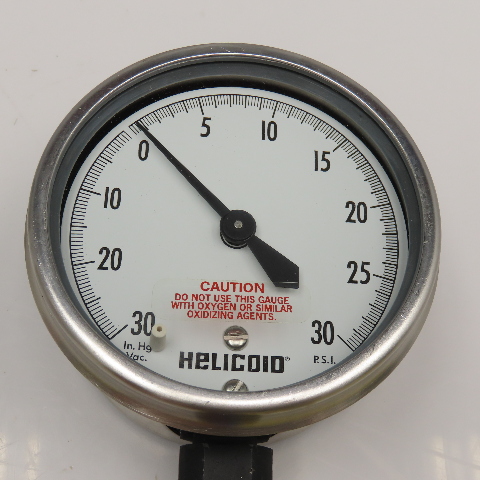 5
10
0
15
10
20
20
25
30
30
CAUTION
DO NOT USE THIS GAUGE
WITH OXYGEN OR SIMILAR
OXIDIZING AGENTS.
In. Hg
Vac.
HELICOID®
P.S.I.